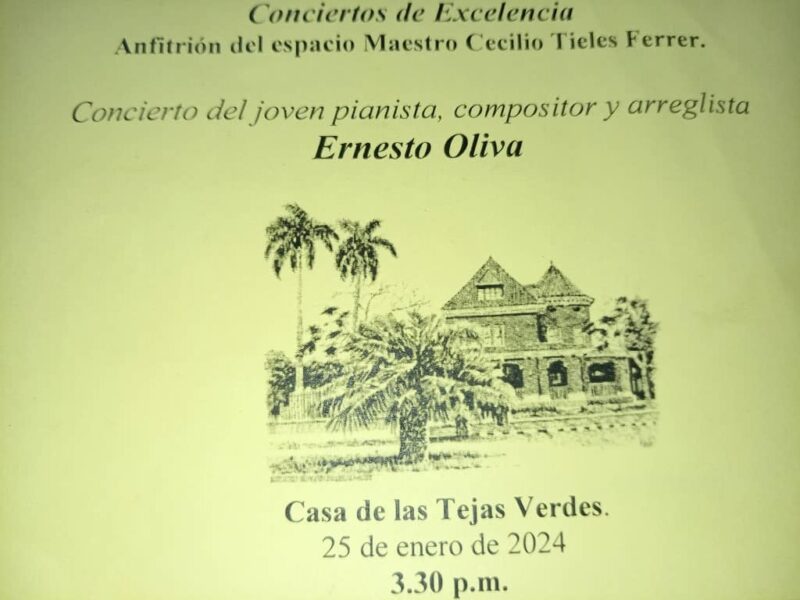 Conciertos de Excelencia
Anfitrión del espacio Maestro Cecilio Tieles Ferrer.
Concierto del joven pianista, compositor y arreglista
Ernesto Oliva
Casa de las Tejas Verdes.
25 de enero de 2024
3.30 p.m.